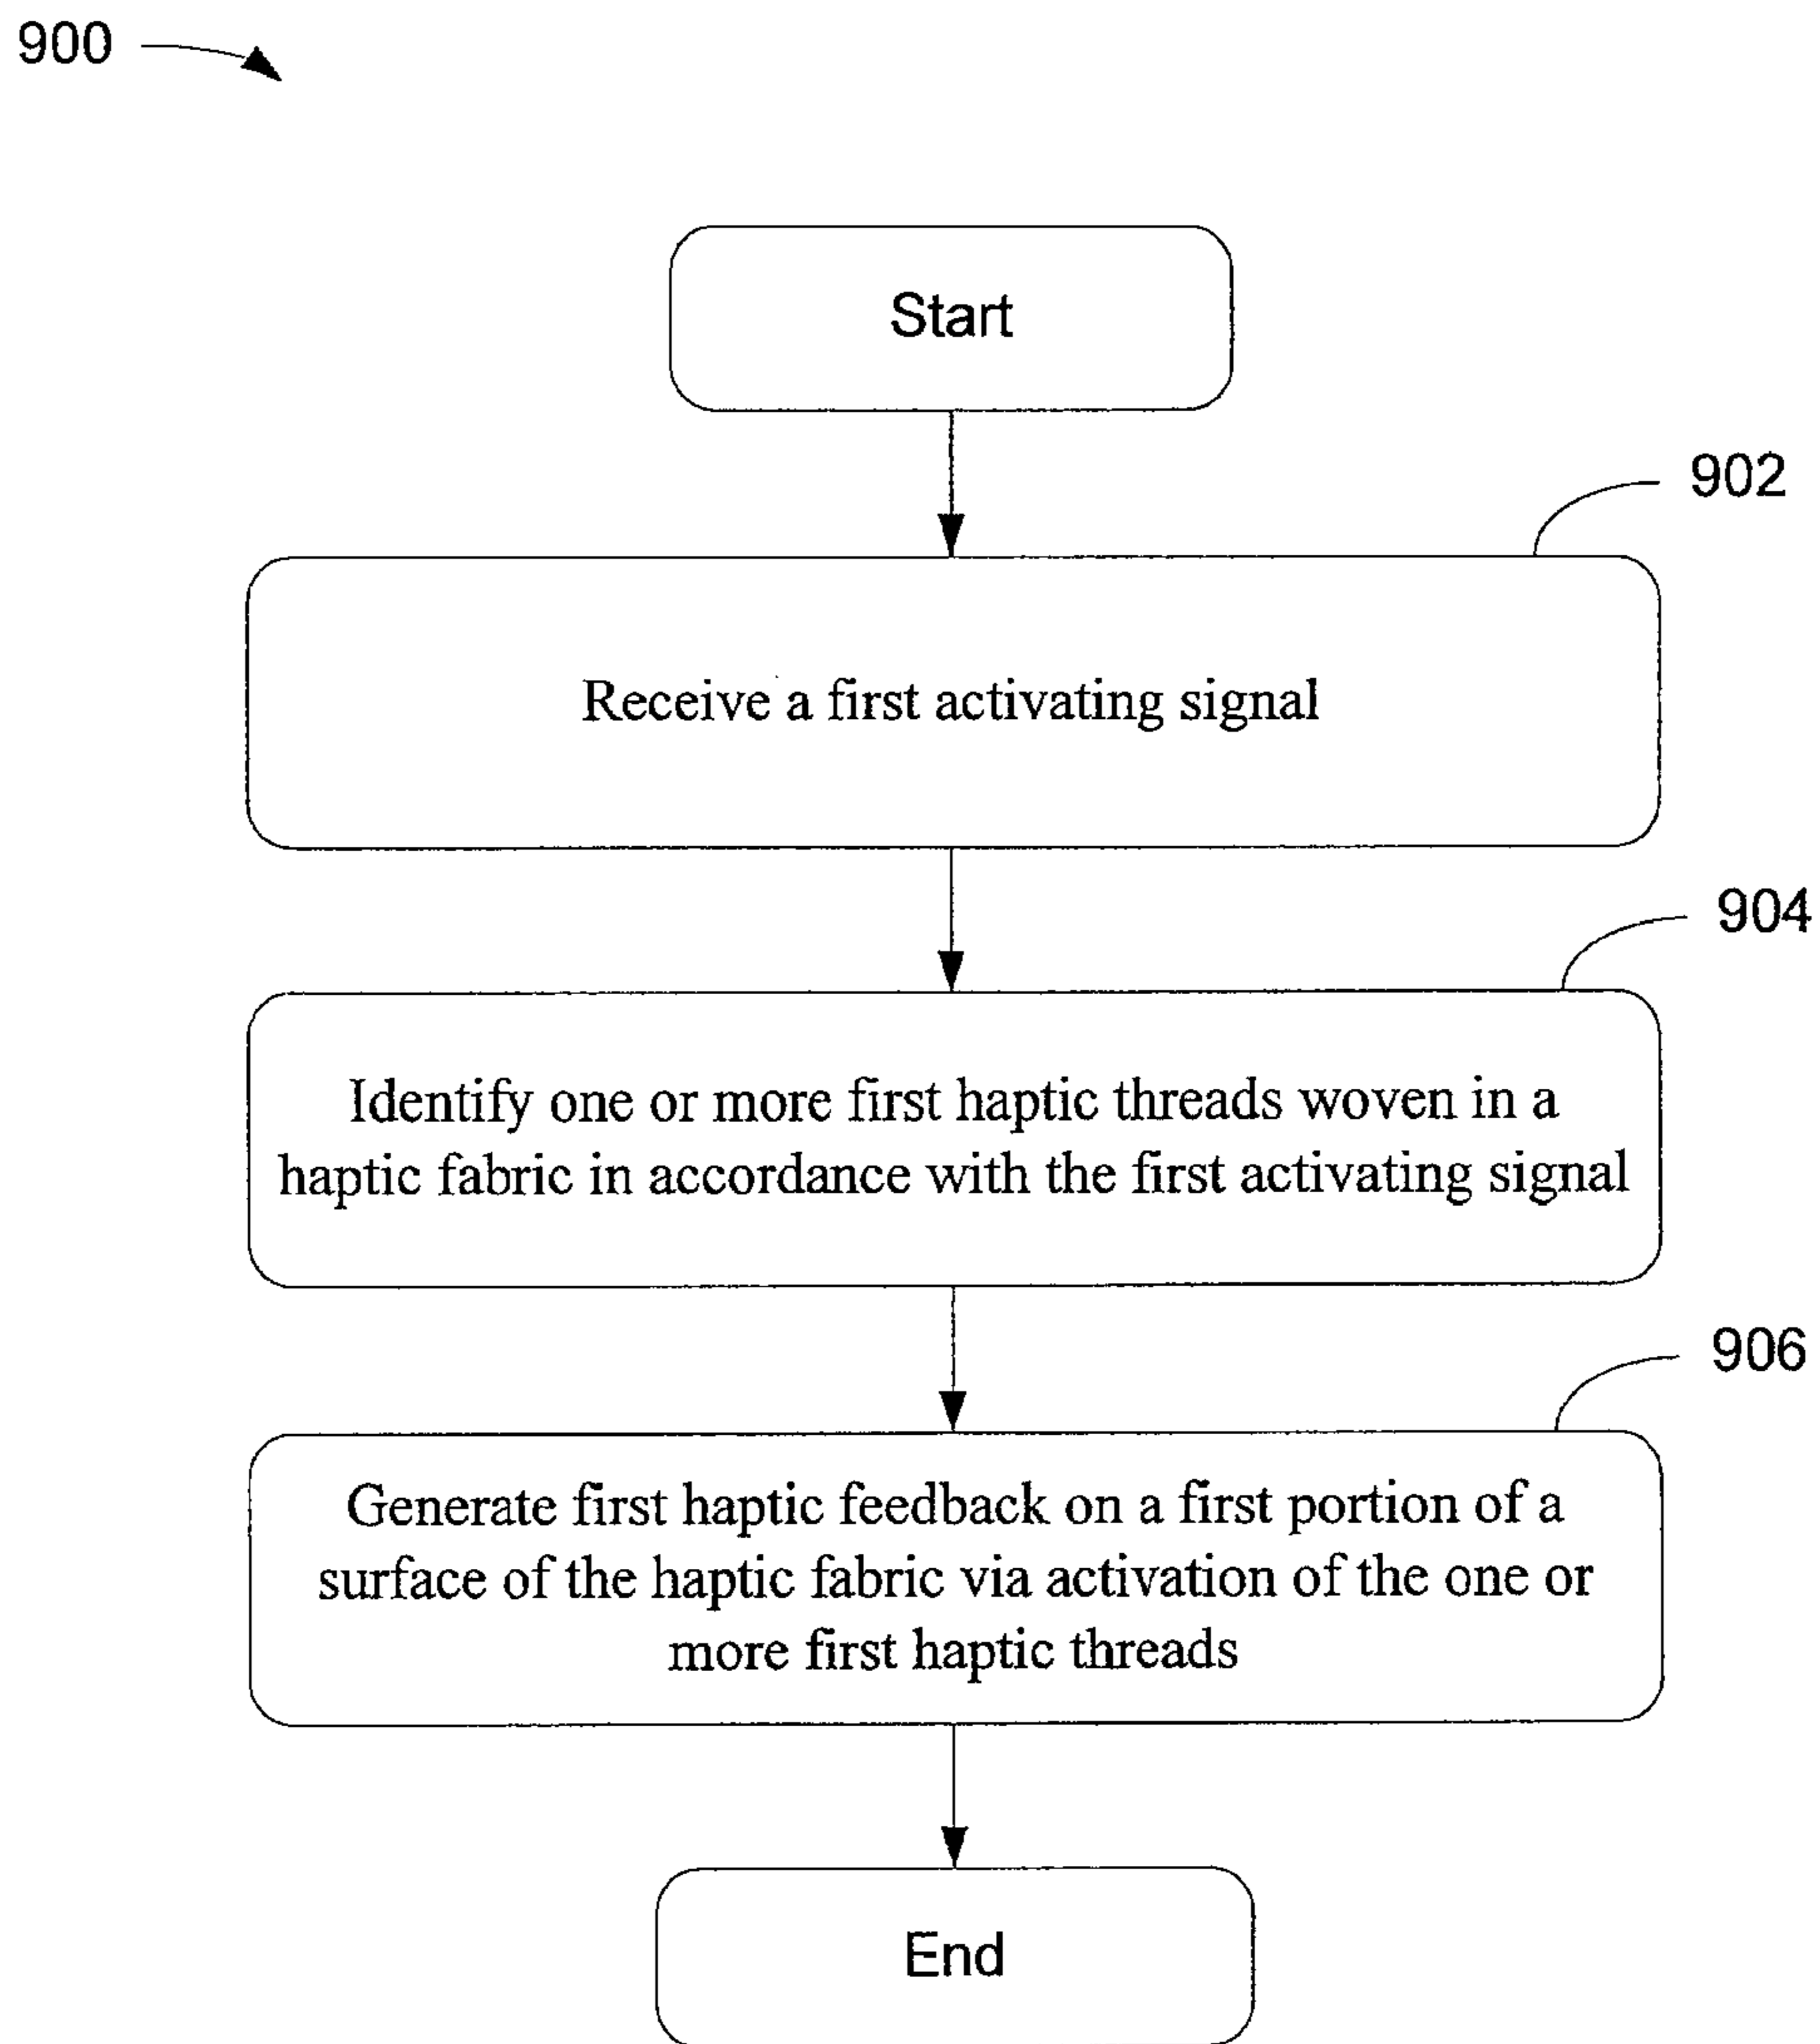 900
Start
902
Receive a first activating signal
904
Identify one or more first haptic threads woven in a
haptic fabric in accordance with the first activating signal
906
Generate first haptic feedback on a first portion of a
surface of the haptic fabric via activation of the one or
more first haptic threads
End